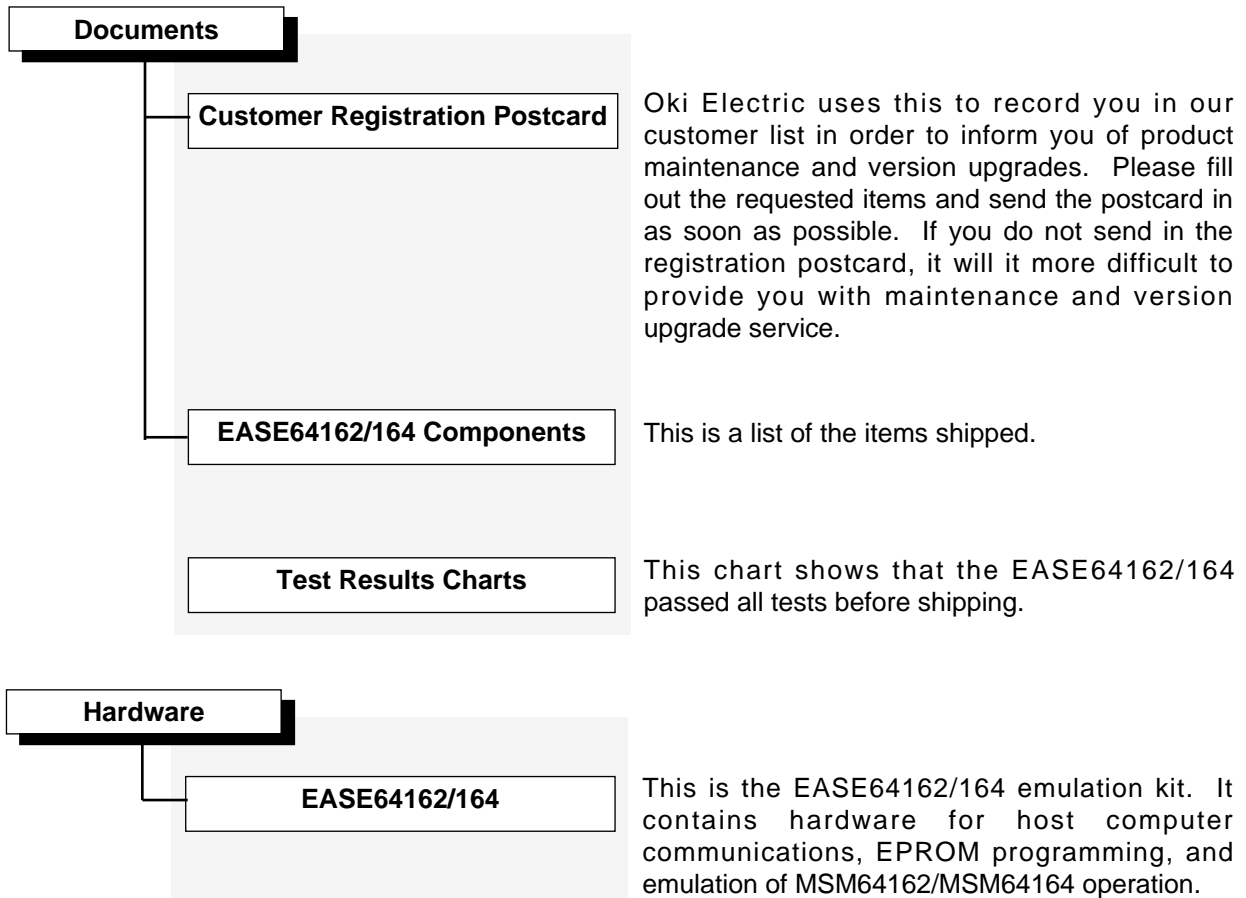 Documents
Customer Registration Postcard
Oki Electric uses this to record you in our
customer list in order to inform you of product
maintenance and version upgrades. Please fill
out the requested items and send the postcard in
as soon as possible. If you do not send in the
registration postcard, it will it more difficult to
provide you with maintenance and version
upgrade service.
EASE64162/164 Components
This is a list of the items shipped.
Test Results Charts
This chart shows that the EASE64162/164
passed all tests before shipping.
Hardware
EASE64162/164
This is the EASE64162/164 emulation kit. It
contains hardware for host computer
communications, EPROM programming, and
emulation of MSM64162/MSM64164 operation.